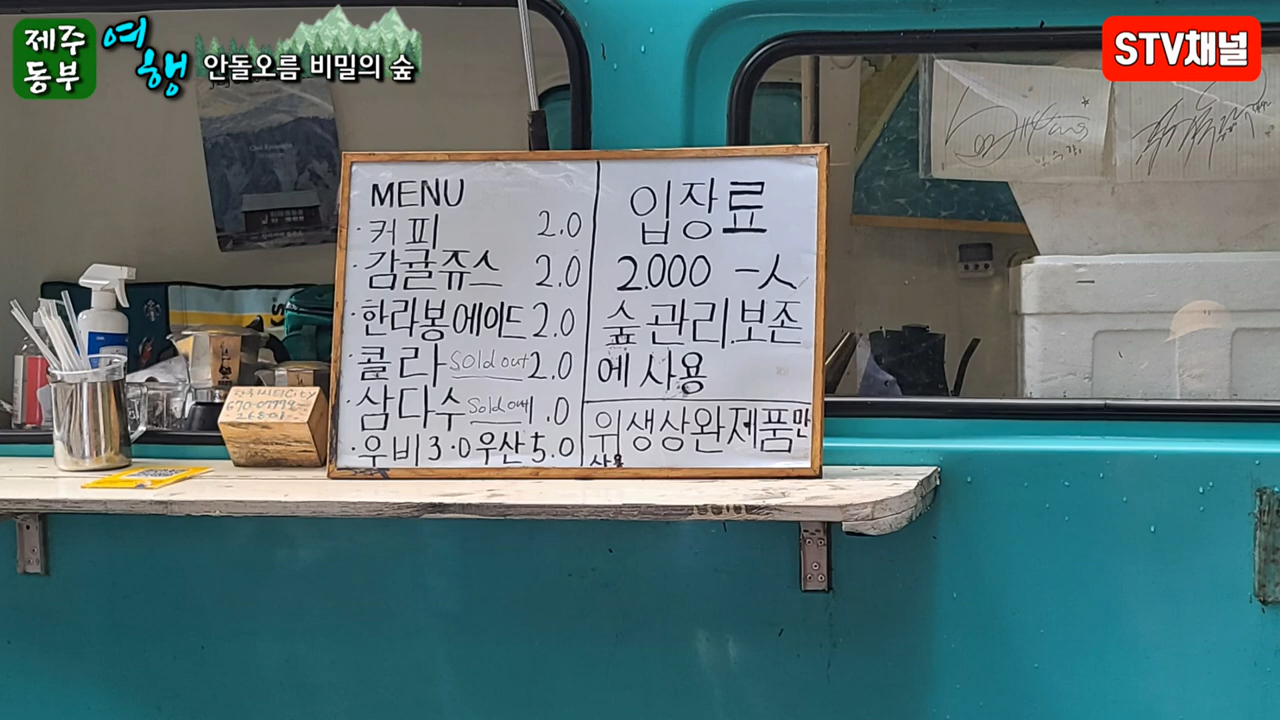 제주
동부
여행
안돌오름 비밀의 숲
STV채널
MENU
·커피 2.0
·감귤쥬스 2.0
·한라봉에이드 2.0
·콜라 Sold out 2.0
·삼다수 Sold out 1.0
·우비 3.0 우산 5.0
입장료
2.000 一人
숲관리.보존
에 사용
위생상완제품만
사용